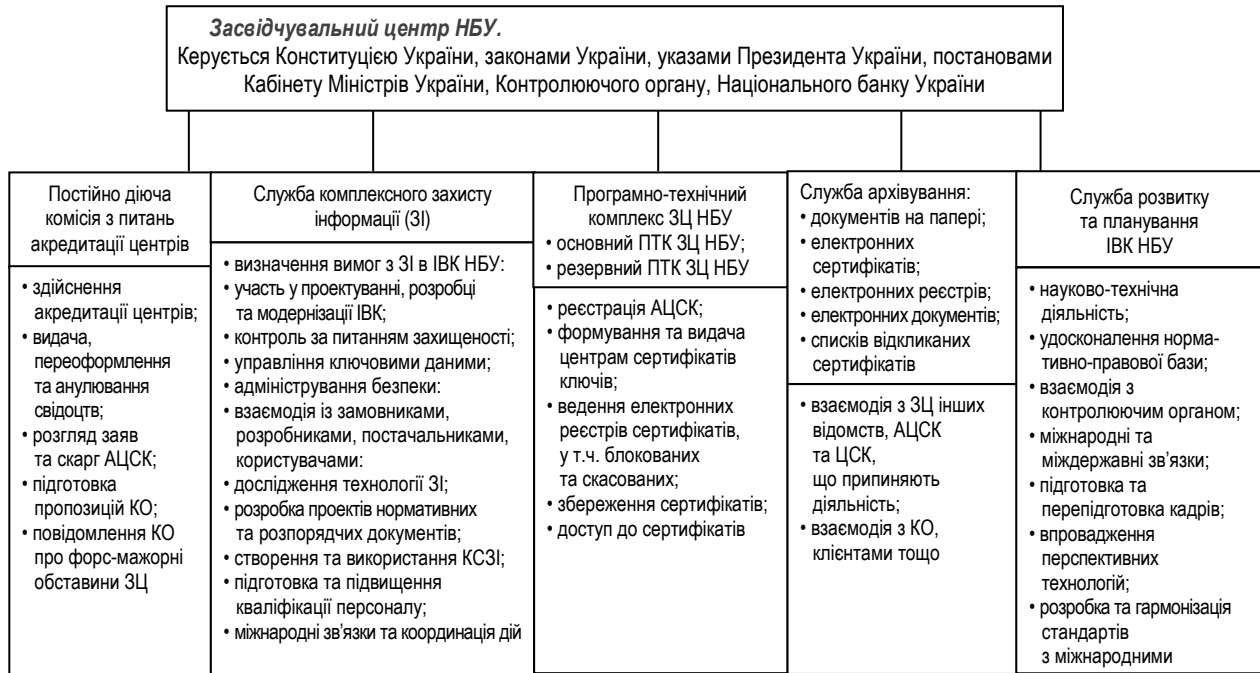 Засвідчувальний центр НБУ.
Керується Конституцією України, законами України, указами Президента України, постановами
Кабінету Міністрів України, Контролюючого органу, Національного банку України
Постійно діюча
комісія з питань
акредитації центрів
• здійснення
акредитації центрів;
• видача,
переоформлення
та анулювання
свідоцтв;
• розгляд заяв
та скарг АЦСК;
• підготовка
пропозицій КО;
• повідомлення КО
про форс-мажорні
обставини ЗЦ
Служба комплексного захисту
інформації (ЗІ)
• визначення вимог з ЗІ в ІВК НБУ:
• участь у проектуванні, розробці
та модернізації ІВК;
• контроль за питанням захищеності;
• управління ключовими даними;
• адміністрування безпеки:
• взаємодія із замовниками,
розробниками, постачальниками,
користувачами:
• дослідження технології ЗІ;
• розробка проектів нормативних
та розпорядчих документів;
• створення та використання КСЗІ;
• підготовка та підвищення
кваліфікації персоналу;
• міжнародні зв'язки та координація дій
Програмно-технічний
комплекс ЗЦ НБУ
• основний ПТК ЗЦ НБУ;
• резервний ПТК ЗЦ НБУ
• реєстрація АЦСК;
• формування та видача
центрам сертифікатів
ключів;
• ведення електронних
реєстрів сертифікатів,
у т.ч. блокованих
та скасованих;
• збереження сертифікатів;
• доступ до сертифікатів
Служба архівування:
• документів на папері;
• електронних
сертифікатів;
• електронних реєстрів;
• електронних документів;
• списків відкликаних
сертифікатів
• взаємодія з ЗЦ інших
відомств, АЦСК
та ЦСК,
що припиняють
діяльність;
• взаємодія з КО,
клієнтами тощо
Служба розвитку
та планування
ІВК НБУ
• науково-технічна
діяльність;
• удосконалення норма-
тивно-правової бази;
• взаємодія з
контролюючим органом;
• міжнародні та
міждержавні зв’язки;
• підготовка та
перепідготовка кадрів;
• впровадження
перспективних
технологій;
• розробка та гармонізація
стандартів
з міжнародними